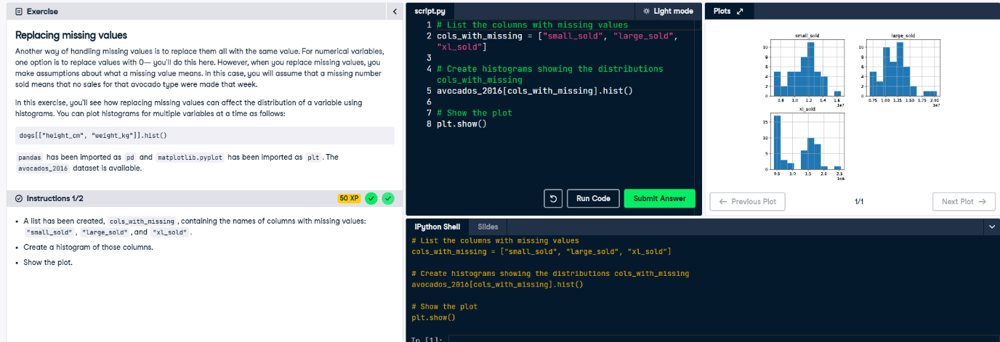 Exercise
Replacing missing values
Another way of handling missing values is to replace them all with the same value. For numerical variables,
one option is to replace values with 0— you'll do this here. However, when you replace missing values, you
make assumptions about what a missing value means. In this case, you will assume that a missing number
sold means that no sales for that avocado type were made that week.
In this exercise, you'll see how replacing missing values can affect the distribution of a variable using
histograms. You can plot histograms for multiple variables at a time as follows:
dogs[["height_cm", "weight_kg"]].hist()
pandas has been imported as pd and matplotlib.pyplot has been imported as plt. The
avocados_2016 dataset is available.
Instructions 1/2
50 XP
A list has been created, cols_with_missing, containing the names of columns with missing values:
"small_sold", "large_sold", and "xl_sold".
Create a histogram of those columns.
Show the plot.
script.py
Light mode
1 # List the columns with missing values
2 cols_with_missing = ["small_sold", "large_sold",
"xl_sold"]
3
4 # Create histograms showing the distributions
cols_with_missing
5 avocados_2016[cols_with_missing].hist()
6
7 # Show the plot
8 plt.show()
Run Code
Submit Answer
Plots
small_sold
10
8
6
4
2
0
0.8 1.0 1.2 1.4 1.6
1e7
large_sold
10
8
6
4
2
0
0.75 1.00 1.25 1.50 1.75 2.00
1e7
xl_sold
15
10
5
0
0.5 1.0 1.5 2.0 2.5
1e6
← Previous Plot
1/1
Next Plot →
IPython Shell
Slides
# List the columns with missing values
cols_with_missing = ["small_sold", "large_sold", "xl_sold"]
# Create histograms showing the distributions cols_with_missing
avocados_2016[cols_with_missing].hist()
# Show the plot
plt.show()
In [1]: